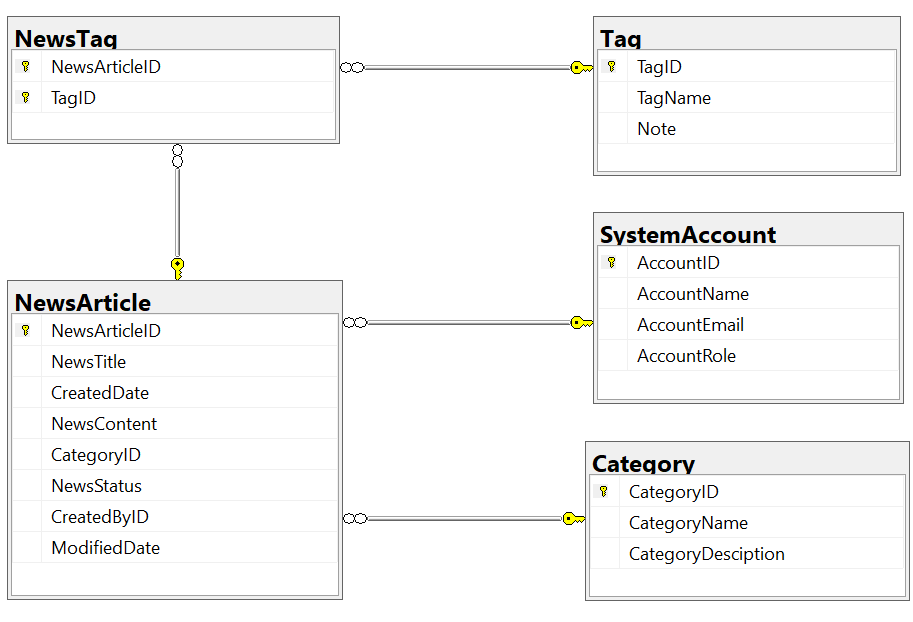 NewsTag
NewsArticleID
TagID
Tag
TagID
TagName
Note
SystemAccount
AccountID
AccountName
AccountEmail
AccountRole
NewsArticle
NewsArticleID
NewsTitle
CreatedDate
NewsContent
CategoryID
NewsStatus
CreatedByID
ModifiedDate
Category
CategoryID
CategoryName
CategoryDesciption